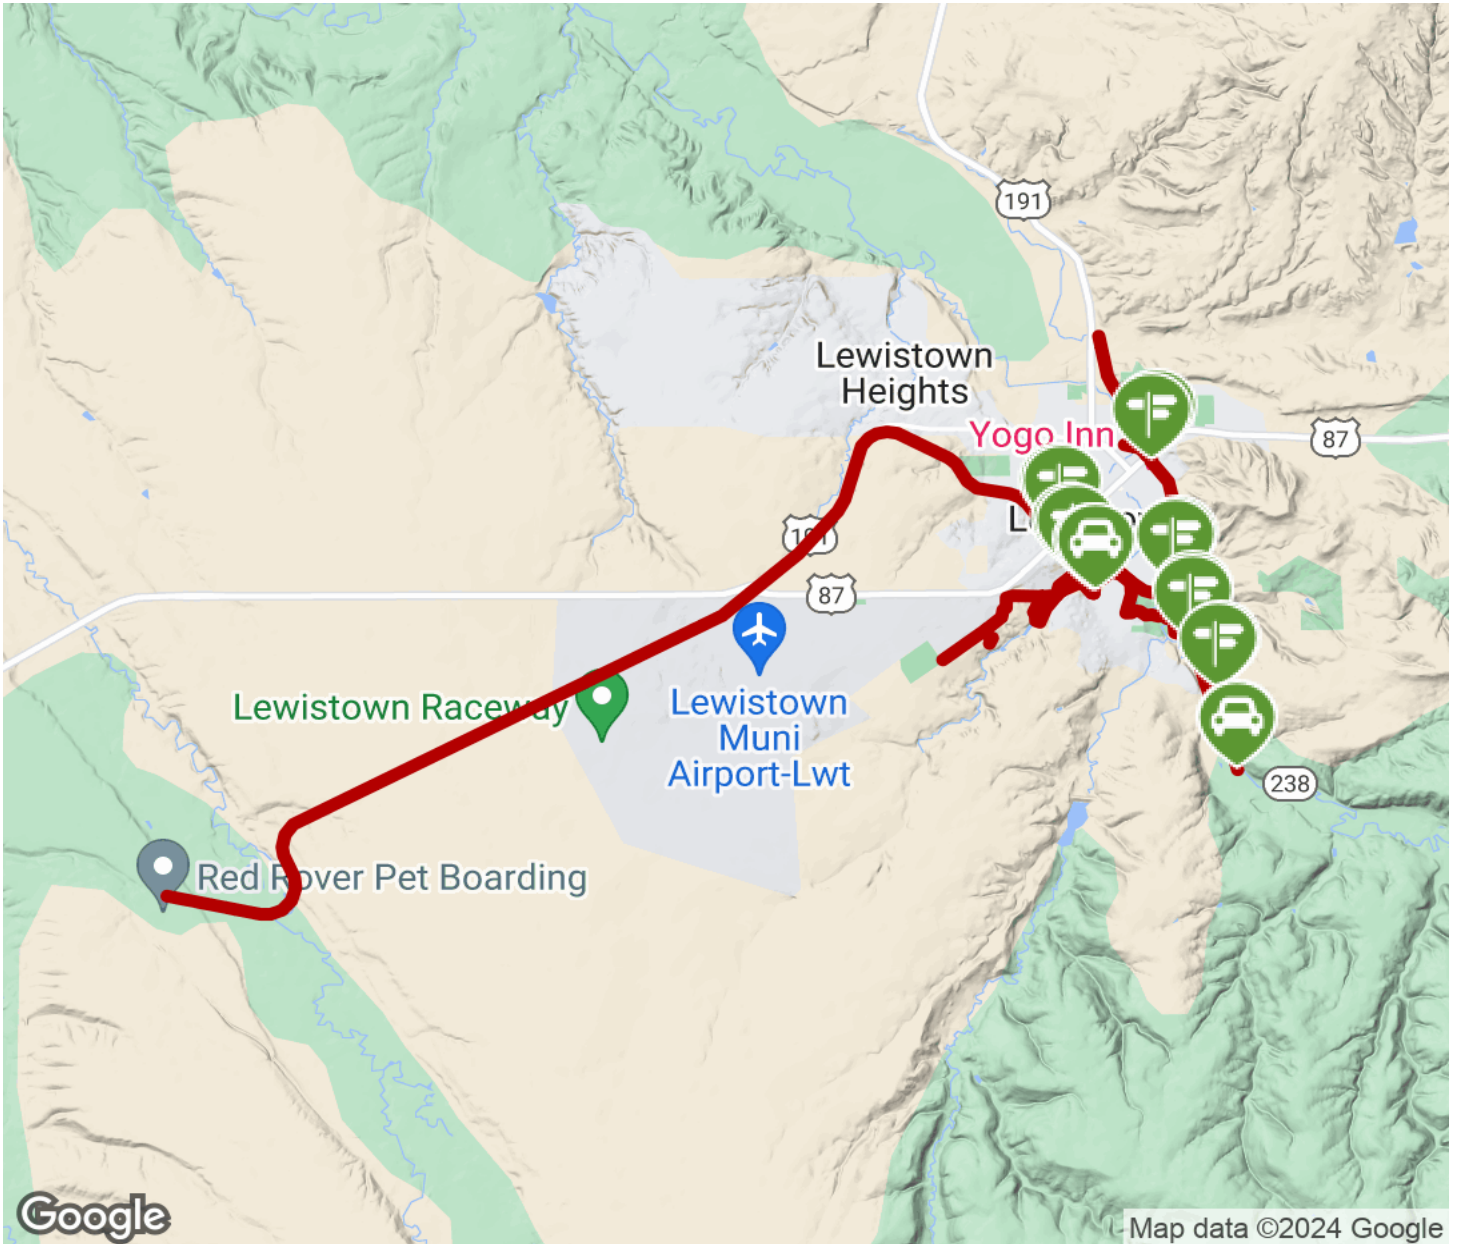 191
Lewistown
Heights
Yogo Inn
87
87
Lewistown Raceway
Lewistown
Muni
Airport-Lwt
238
Red Rover Pet Boarding
Google
Map data ©2024 Google